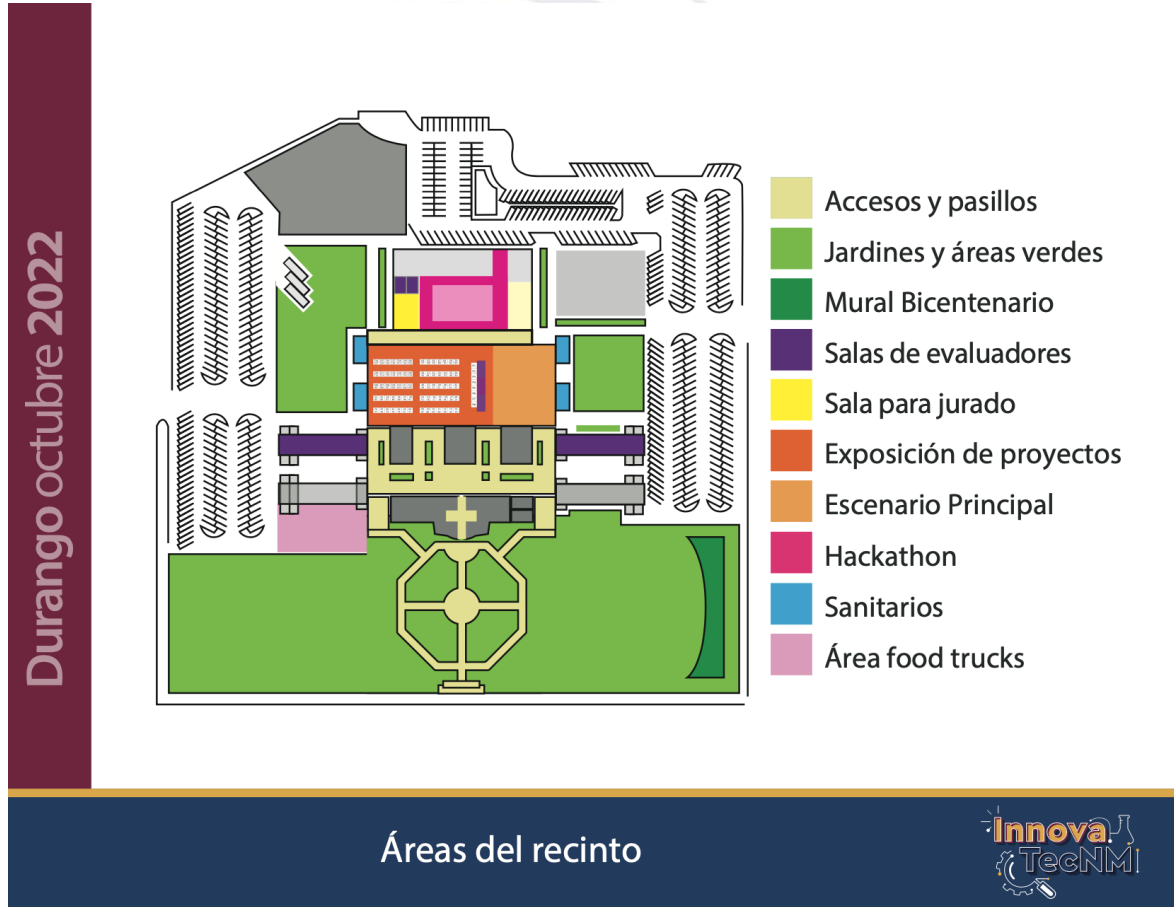 Durango octubre 2022
Accesos y pasillos
Jardines y áreas verdes
Mural Bicentenario
Salas de evaluadores
Sala para jurado
Exposición de proyectos
Escenario Principal
Hackathon
Sanitarios
Área food trucks
Áreas del recinto
Innova
TecNM